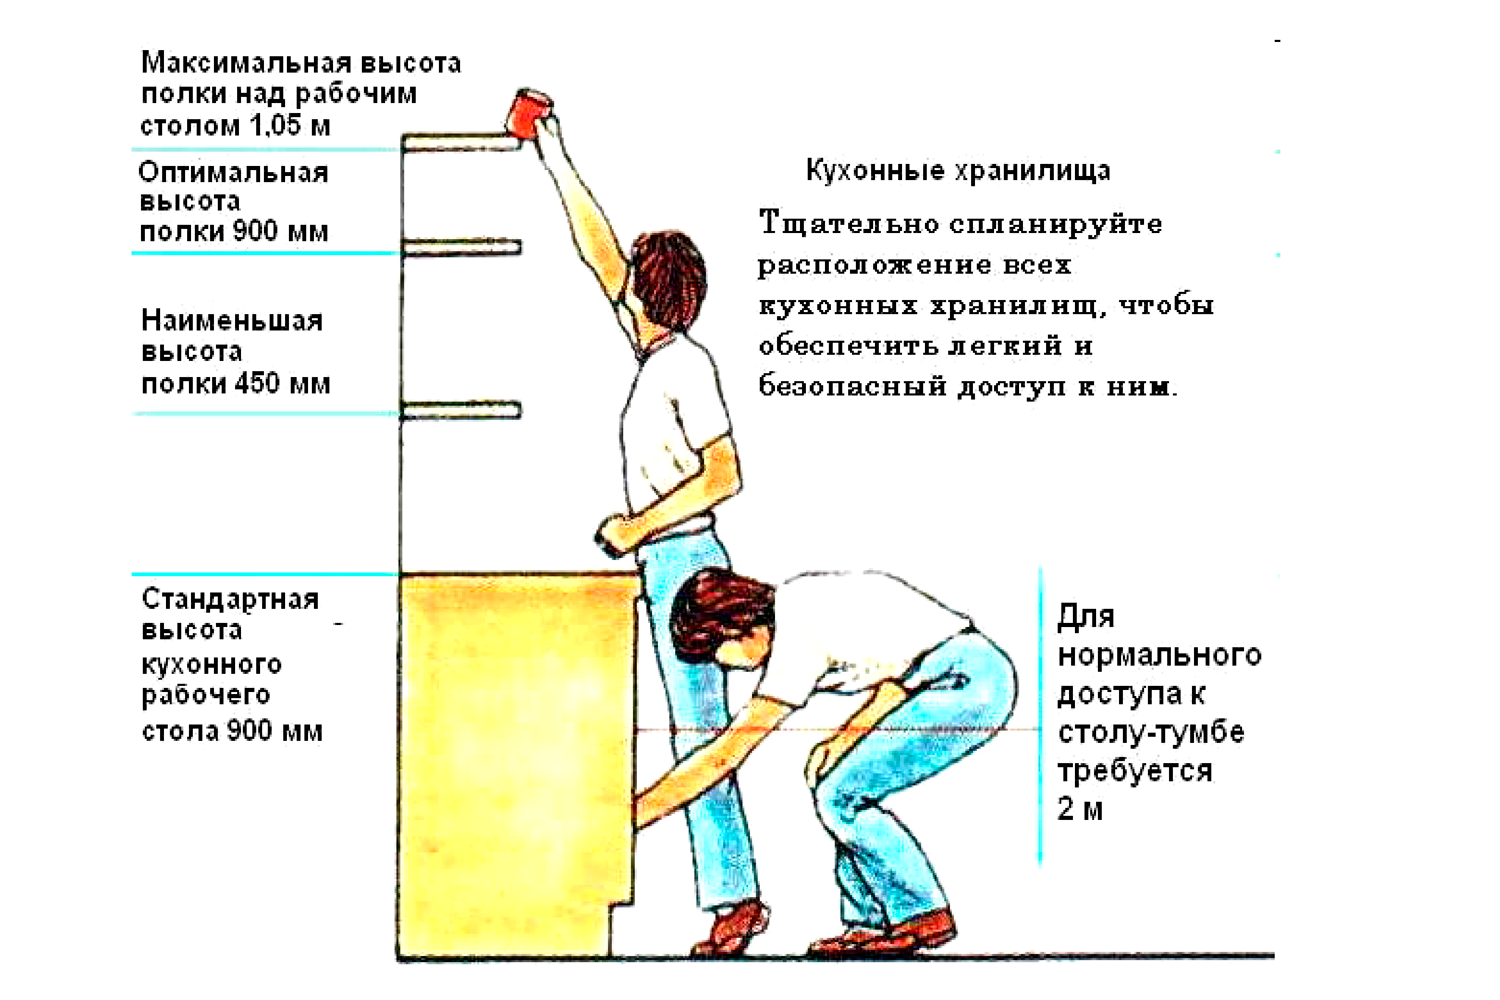 Максимальная высота
полки над рабочим
столом 1,05 м
Оптимальная
высота
полки 900 мм
Наименьшая
высота
полки 450 мм
Стандартная
высота
кухонного
рабочего
стола 900 мм
Кухонные хранилища
Тщательно спланируйте
расположение всех
кухонных хранилищ, чтобы
обеспечить легкий и
безопасный доступ к ним.
Для
нормального
доступа к
столу-тумбе
требуется
2 м